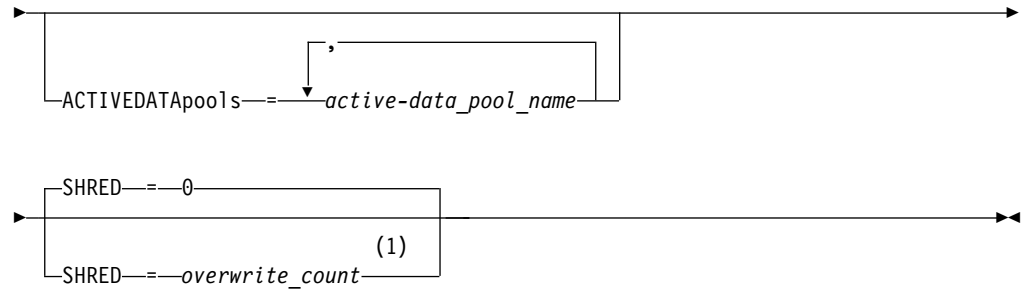 ,
ACTIVEDATApools = active-data_pool_name
SHRED = 0
(1)
SHRED = overwrite_count